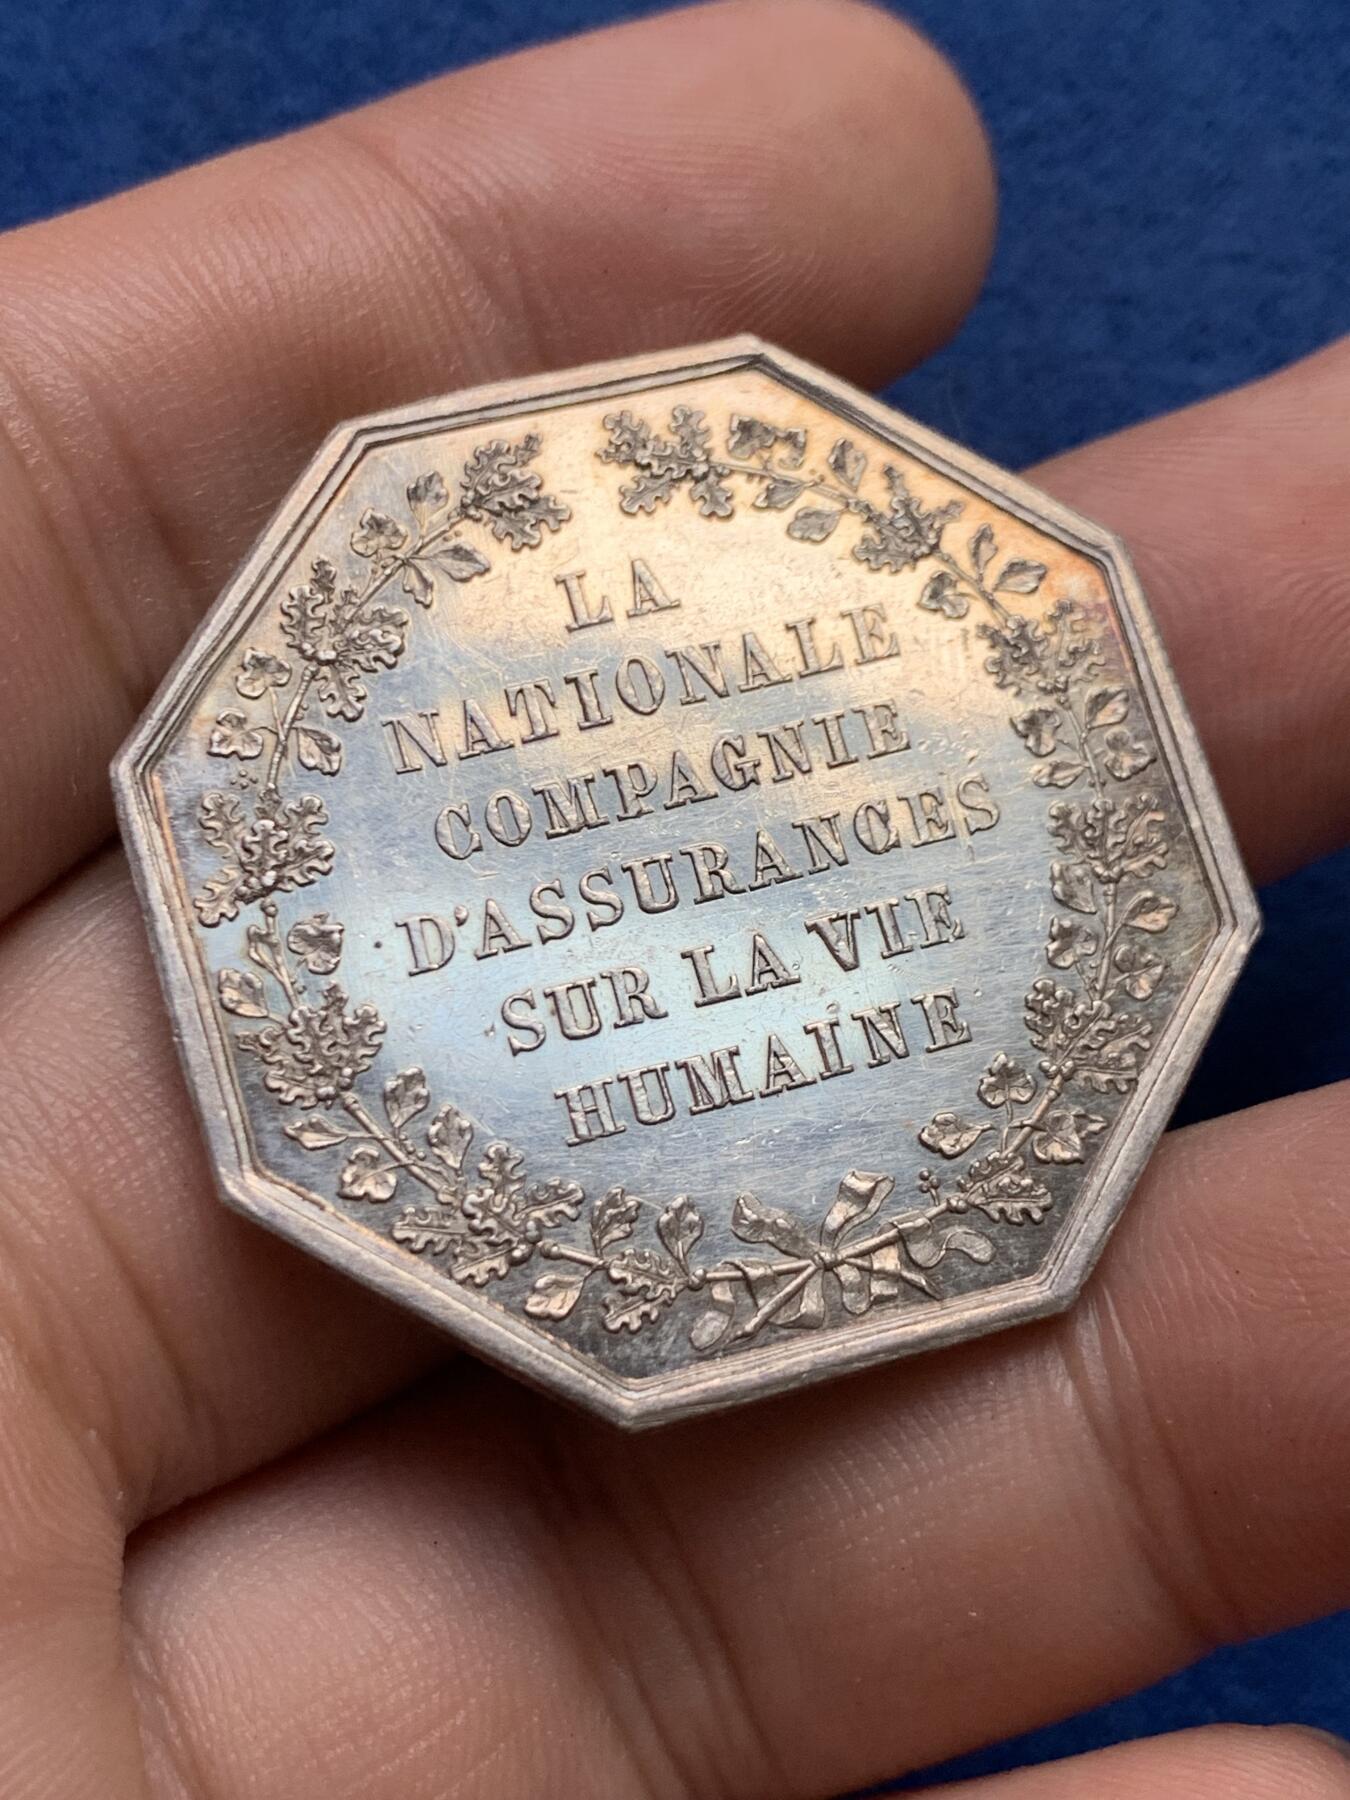 LA
NATIONALE
COMPAGNIE
D'ASSURANCES
SUR LA VIE
HUMAINE